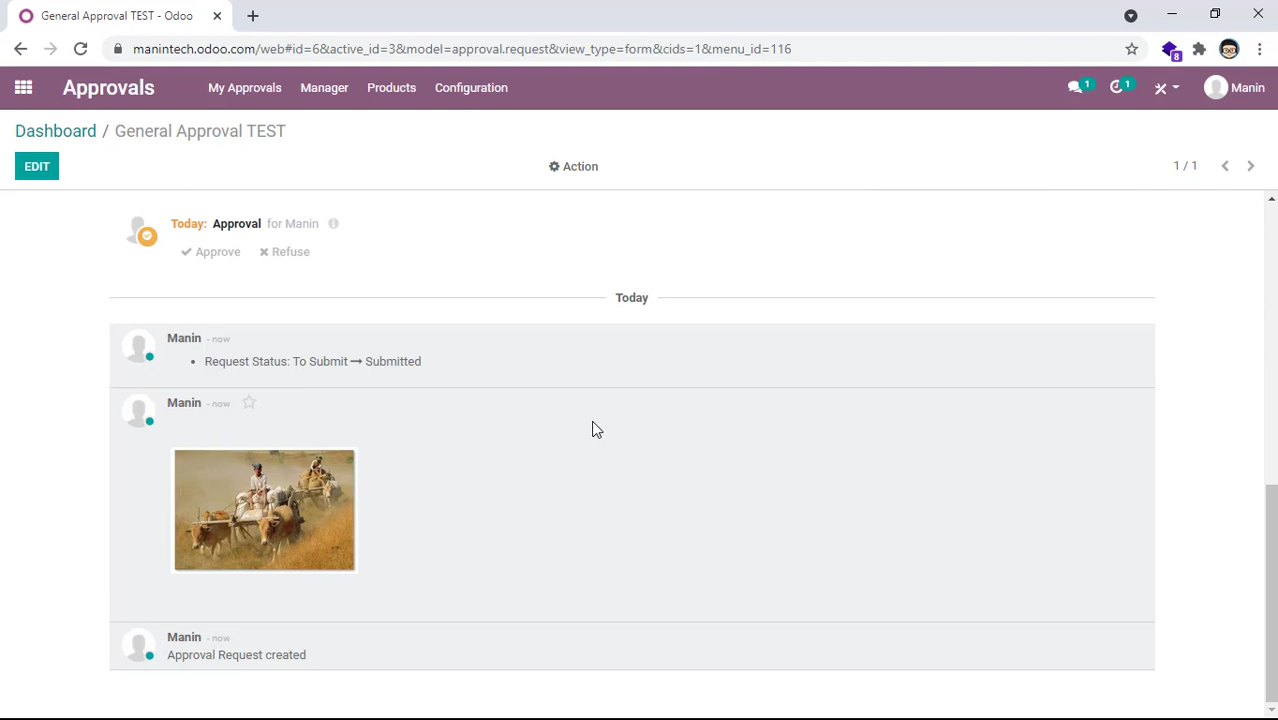 General Approval TEST - Odoo
manintech.odoo.com/web#id=6&active_id=3&model=approval.request&view_type=form&cids=1&menu_id=116
8
Approvals My Approvals Manager Products Configuration 1 1 Manin
Dashboard / General Approval TEST
EDIT Action 1 / 1
Today: Approval for Manin
Approve Refuse
Today
Manin - now
• Request Status: To Submit → Submitted
Manin - now
Manin - now
Approval Request created